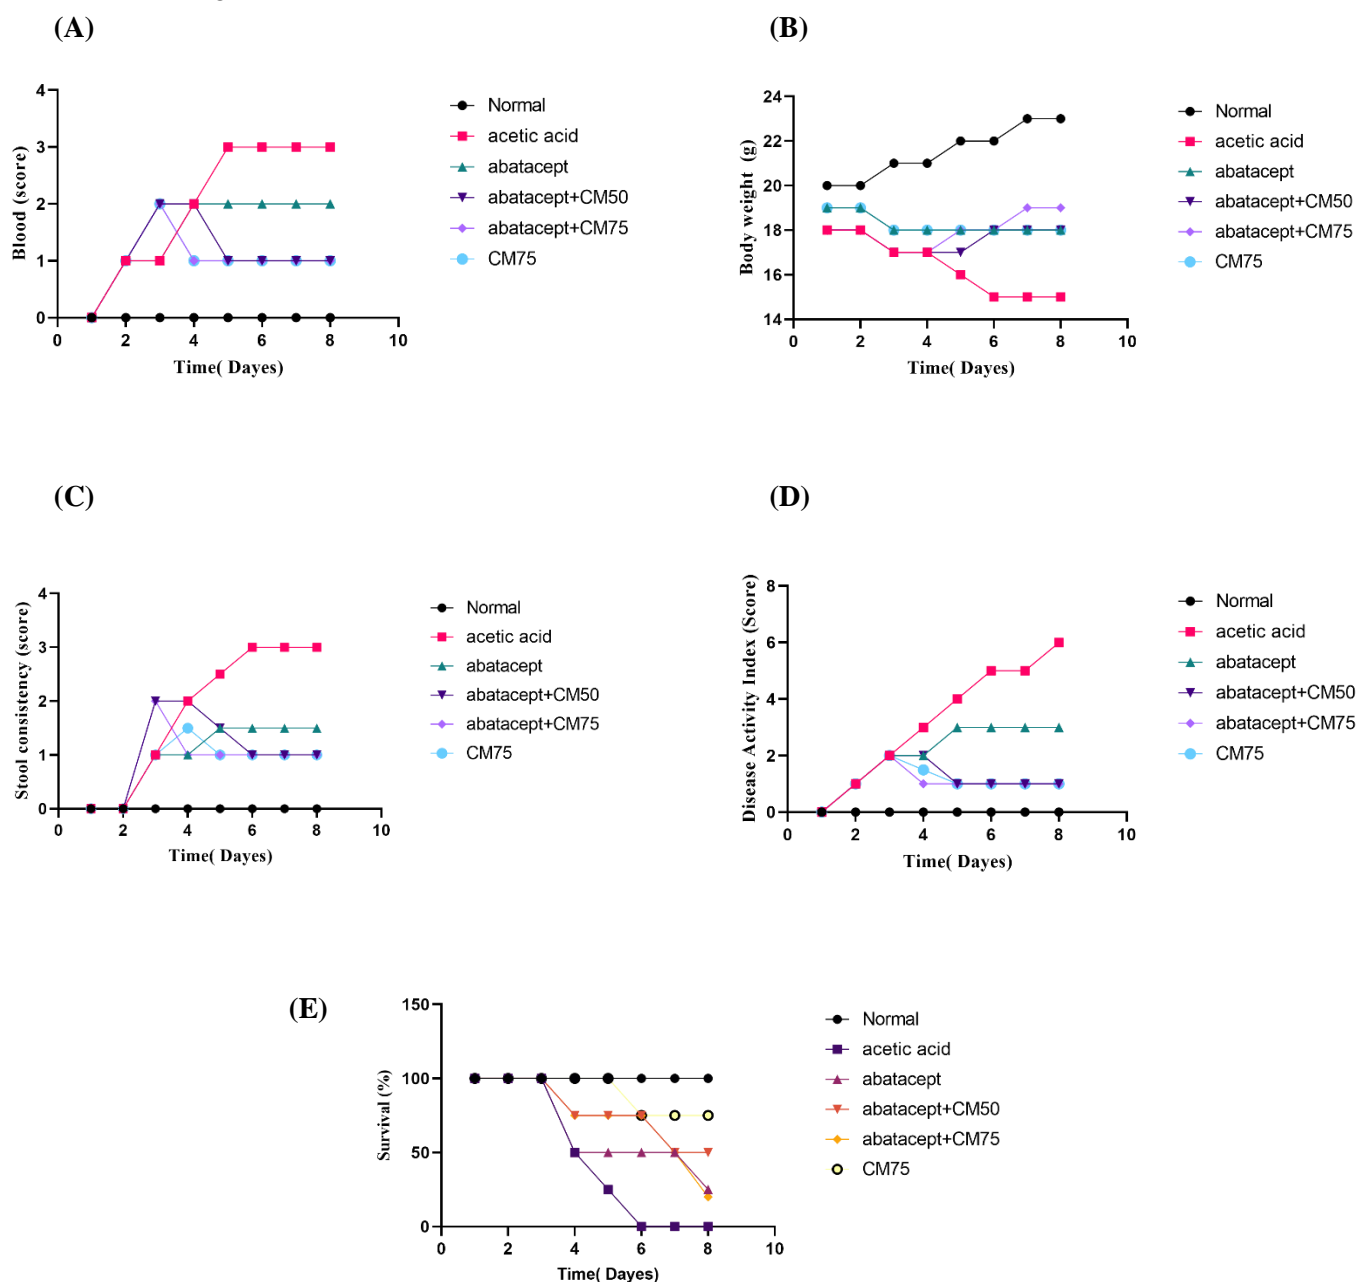 (A)
4
3
2
1
0
Blood (score)
0 2 4 6 8 10
Time( Dayes)
Normal
acetic acid
abatacept
abatacept+CM50
abatacept+CM75
CM75
(B)
24
22
20
18
16
14
Body weight (g)
0 2 4 6 8 10
Time( Dayes)
Normal
acetic acid
abatacept
abatacept+CM50
abatacept+CM75
CM75
(C)
4
3
2
1
0
Stool consistency (score)
0 2 4 6 8 10
Time( Dayes)
Normal
acetic acid
abatacept
abatacept+CM50
abatacept+CM75
CM75
(D)
8
6
4
2
0
Disease Activity Index (Score)
0 2 4 6 8 10
Time( Dayes)
Normal
acetic acid
abatacept
abatacept+CM50
abatacept+CM75
CM75
(E)
150
100
50
0
Survival (%)
0 2 4 6 8 10
Time( Dayes)
Normal
acetic acid
abatacept
abatacept+CM50
abatacept+CM75
CM75